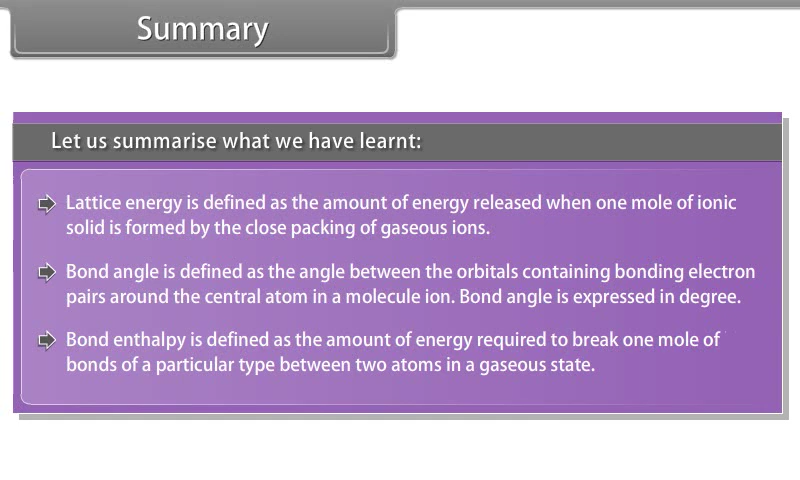 Summary
Let us summarise what we have learnt:
Lattice energy is defined as the amount of energy released when one mole of ionic
solid is formed by the close packing of gaseous ions.
Bond angle is defined as the angle between the orbitals containing bonding electron
pairs around the central atom in a molecule ion. Bond angle is expressed in degree.
Bond enthalpy is defined as the amount of energy required to break one mole of
bonds of a particular type between two atoms in a gaseous state.